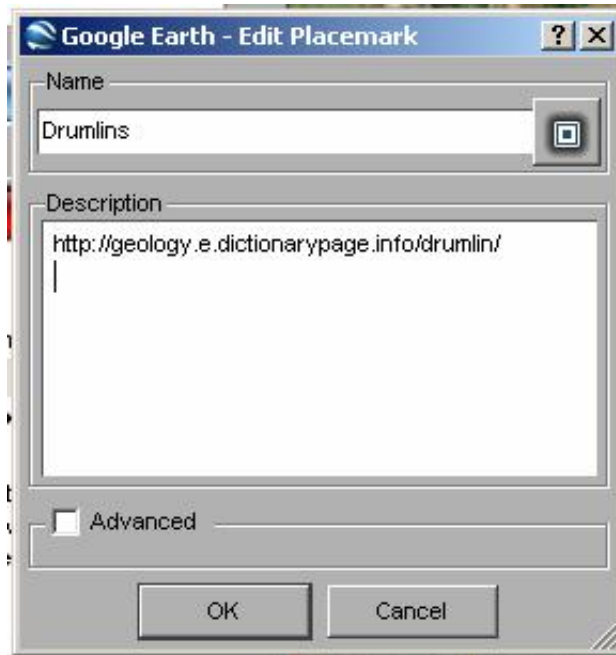 Google Earth - Edit Placemark
Name
Drumlins
Description
http://geology.e.dictionarypage.info/drumlin/
Advanced
OK Cancel